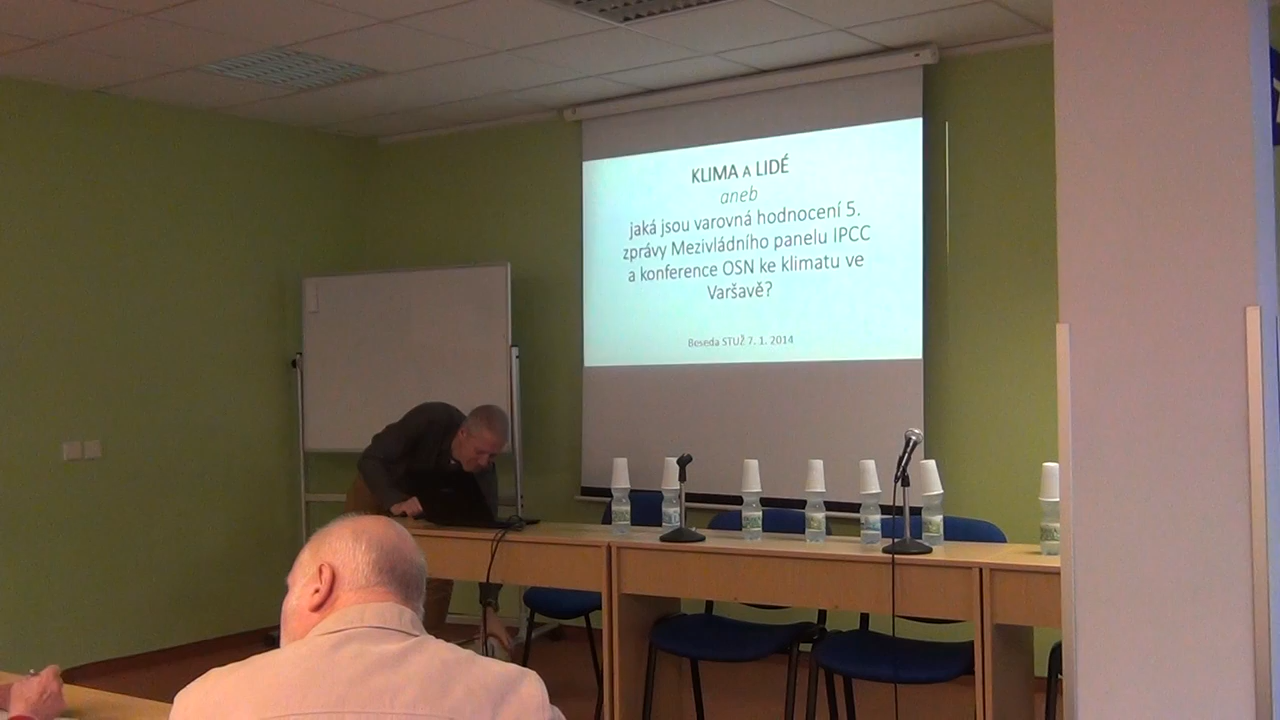 KLIMA A LIDÉ
aneb
jaká jsou varovná hodnocení 5.
zprávy Mezivládního panelu IPCC
a konference OSN ke klimatu ve
Varšavě?
Beseda STUŽ 7. 1. 2014